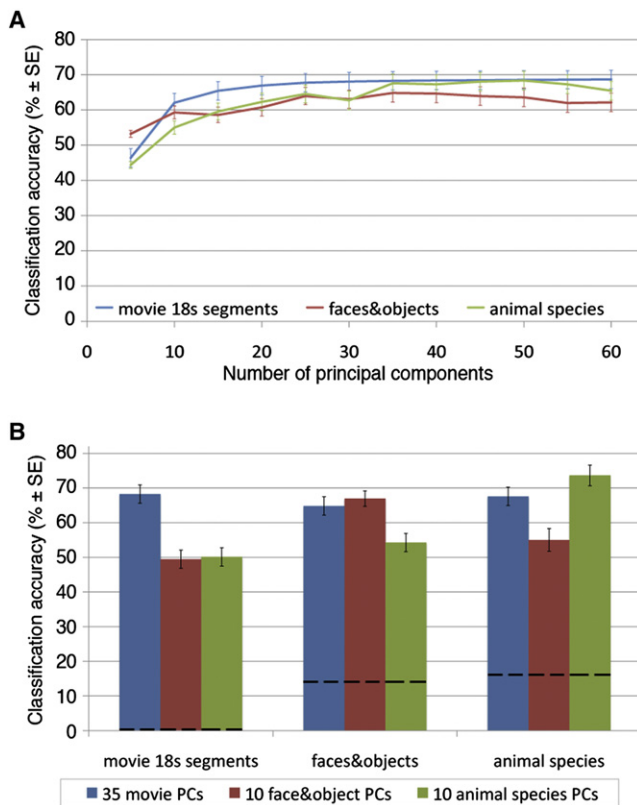 A
Classification accuracy (% ± SE)
80
70
60
50
40
30
20
10
0
movie 18s segments faces&objects animal species
0 10 20 30 40 50 60
Number of principal components
B
Classification accuracy (% ± SE)
80
70
60
50
40
30
20
10
0
movie 18s segments faces&objects animal species
35 movie PCs 10 face&object PCs 10 animal species PCs